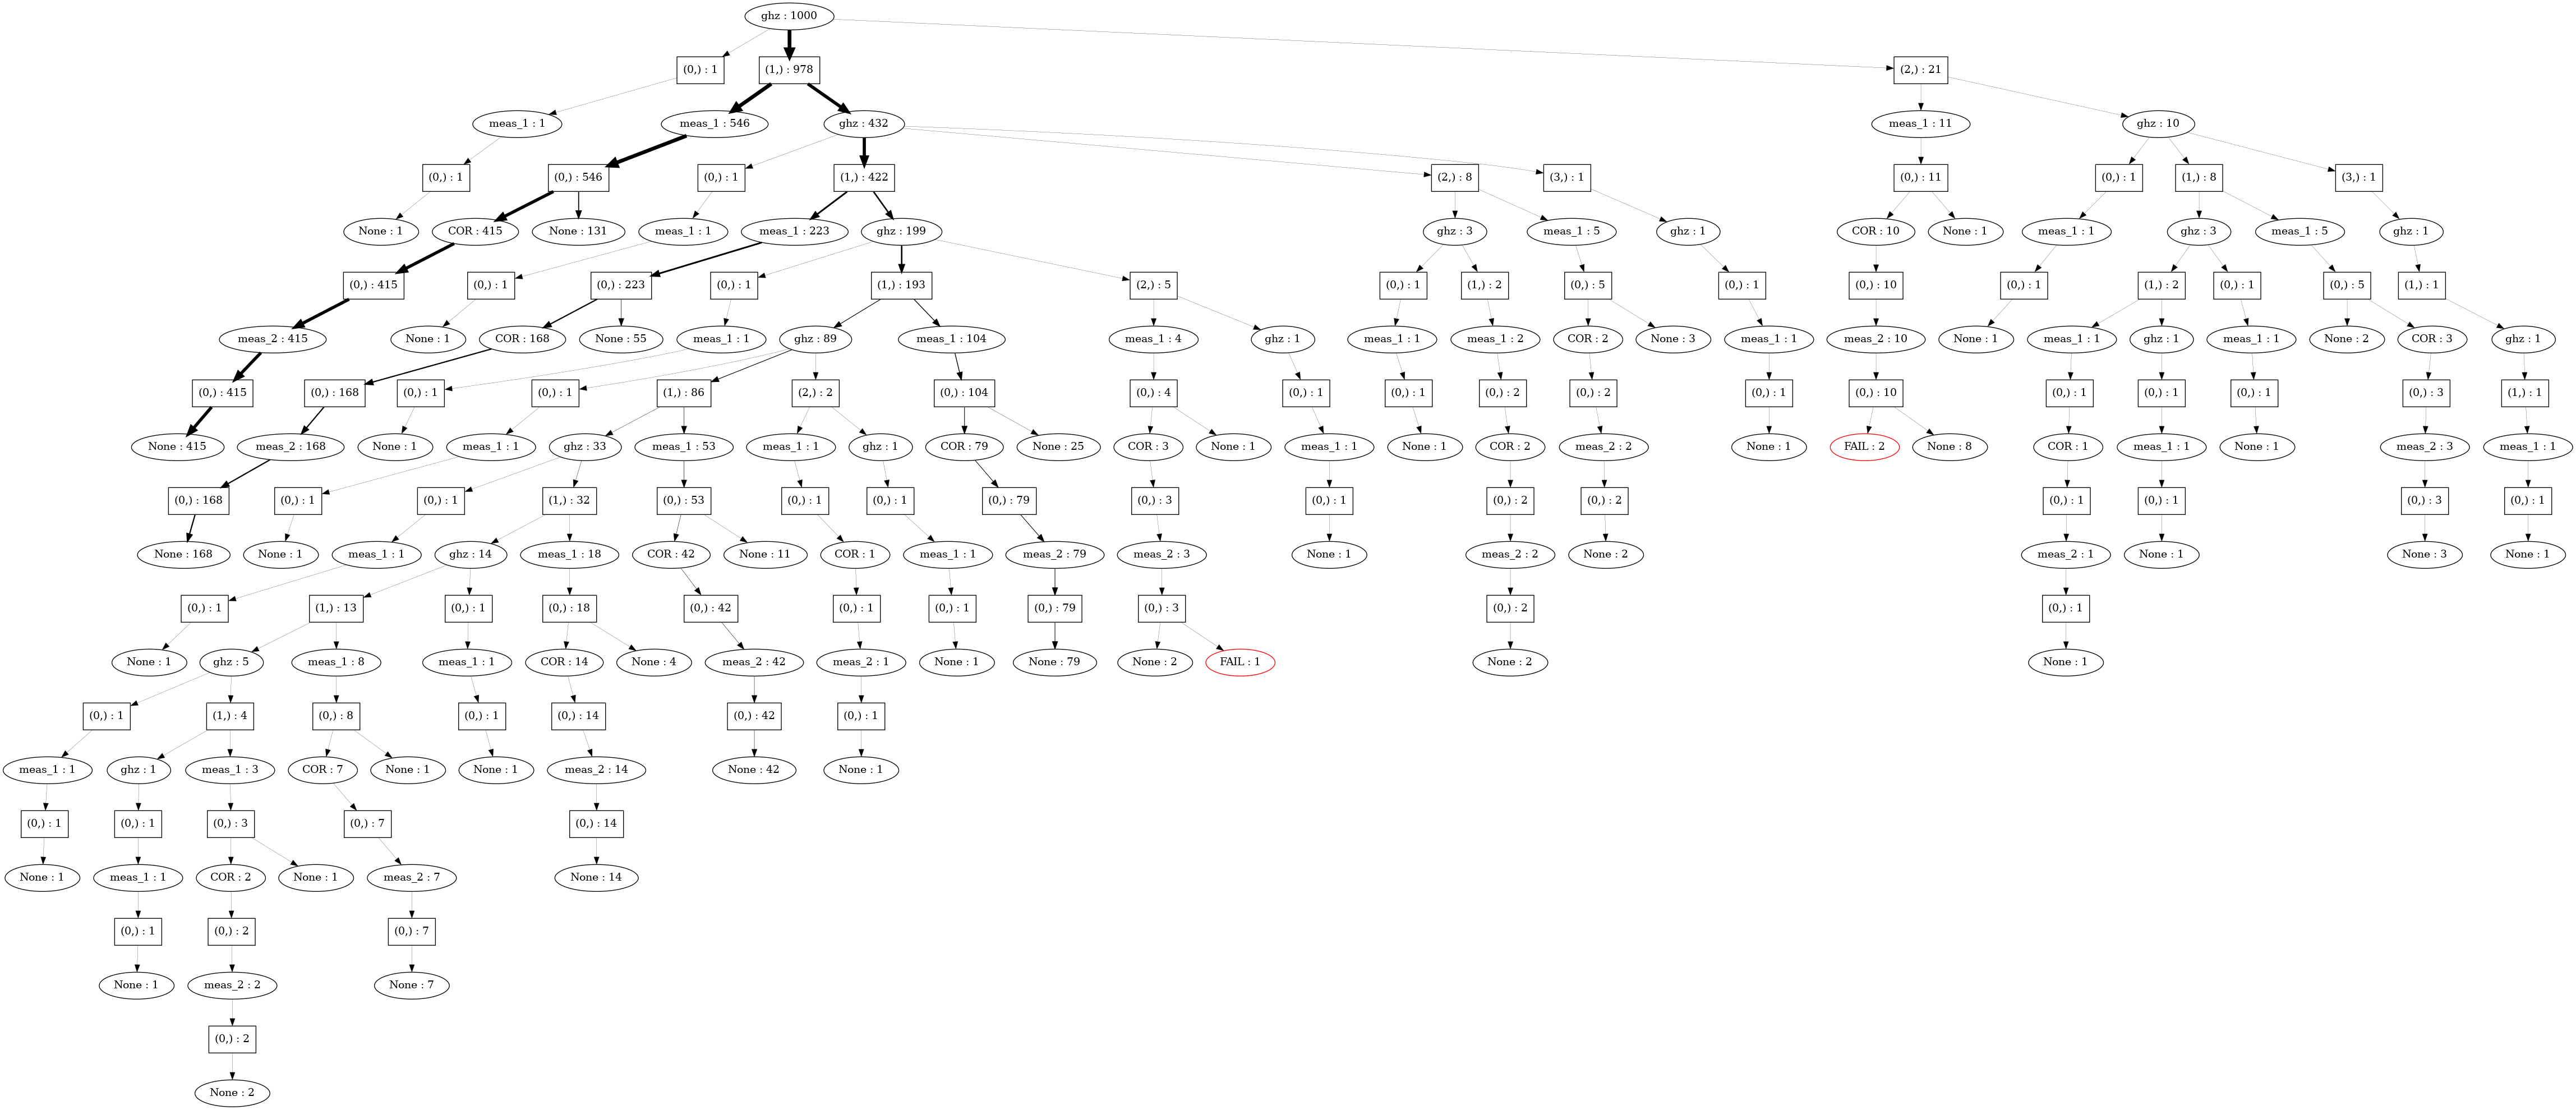 ghz : 1000
(0,) : 1
(1,) : 978
(2,) : 21
meas_1 : 1
meas_1 : 546
ghz : 432
meas_1 : 11
ghz : 10
(0,) : 1
(0,) : 546
(0,) : 1
(1,) : 422
(2,) : 8
(3,) : 1
(0,) : 11
(0,) : 1
(1,) : 8
(3,) : 1
None : 1
COR : 415
None : 131
meas_1 : 1
meas_1 : 223
ghz : 199
ghz : 3
meas_1 : 5
ghz : 1
COR : 10
None : 1
meas_1 : 1
ghz : 3
meas_1 : 5
ghz : 1
(0,) : 415
(0,) : 1
(0,) : 223
(0,) : 1
(1,) : 193
(2,) : 5
(0,) : 1
(1,) : 2
(0,) : 5
(0,) : 1
(0,) : 10
(0,) : 1
(1,) : 2
(0,) : 1
(0,) : 5
(1,) : 1
meas_2 : 415
None : 1
COR : 168
None : 55
meas_1 : 1
ghz : 89
meas_1 : 104
meas_1 : 4
ghz : 1
meas_1 : 1
meas_1 : 2
COR : 2
None : 3
meas_1 : 1
meas_2 : 10
None : 1
meas_1 : 1
ghz : 1
meas_1 : 1
None : 2
COR : 3
ghz : 1
(0,) : 415
(0,) : 168
(0,) : 1
(0,) : 1
(1,) : 86
(2,) : 2
(0,) : 104
(0,) : 4
(0,) : 1
(0,) : 1
(0,) : 2
(0,) : 2
(0,) : 1
(0,) : 10
(0,) : 1
(0,) : 1
(0,) : 1
(0,) : 3
(1,) : 1
None : 415
meas_2 : 168
None : 1
meas_1 : 1
ghz : 33
meas_1 : 53
meas_1 : 1
ghz : 1
COR : 79
None : 25
COR : 3
None : 1
meas_1 : 1
None : 1
COR : 2
meas_2 : 2
None : 1
FAIL : 2
None : 8
COR : 1
meas_1 : 1
None : 1
meas_2 : 3
meas_1 : 1
(0,) : 168
(0,) : 1
(0,) : 1
(1,) : 32
(0,) : 53
(0,) : 1
(0,) : 1
(0,) : 79
(0,) : 3
(0,) : 1
(0,) : 2
(0,) : 2
(0,) : 1
(0,) : 1
(0,) : 3
(0,) : 1
None : 168
None : 1
meas_1 : 1
ghz : 14
meas_1 : 18
COR : 42
None : 11
COR : 1
meas_1 : 1
meas_2 : 79
meas_2 : 3
None : 1
meas_2 : 2
None : 2
meas_2 : 1
None : 1
None : 3
None : 1
(0,) : 1
(1,) : 13
(0,) : 1
(0,) : 18
(0,) : 42
(0,) : 1
(0,) : 1
(0,) : 79
(0,) : 3
(0,) : 2
(0,) : 1
None : 1
ghz : 5
meas_1 : 8
meas_1 : 1
COR : 14
None : 4
meas_2 : 42
meas_2 : 1
None : 1
None : 79
None : 2
FAIL : 1
None : 2
None : 1
(0,) : 1
(1,) : 4
(0,) : 8
(0,) : 1
(0,) : 14
(0,) : 42
(0,) : 1
meas_1 : 1
ghz : 1
meas_1 : 3
COR : 7
None : 1
None : 1
meas_2 : 14
None : 42
None : 1
(0,) : 1
(0,) : 1
(0,) : 3
(0,) : 7
(0,) : 14
None : 1
meas_1 : 1
COR : 2
None : 1
meas_2 : 7
None : 14
(0,) : 1
(0,) : 2
(0,) : 7
None : 1
meas_2 : 2
None : 7
(0,) : 2
None : 2